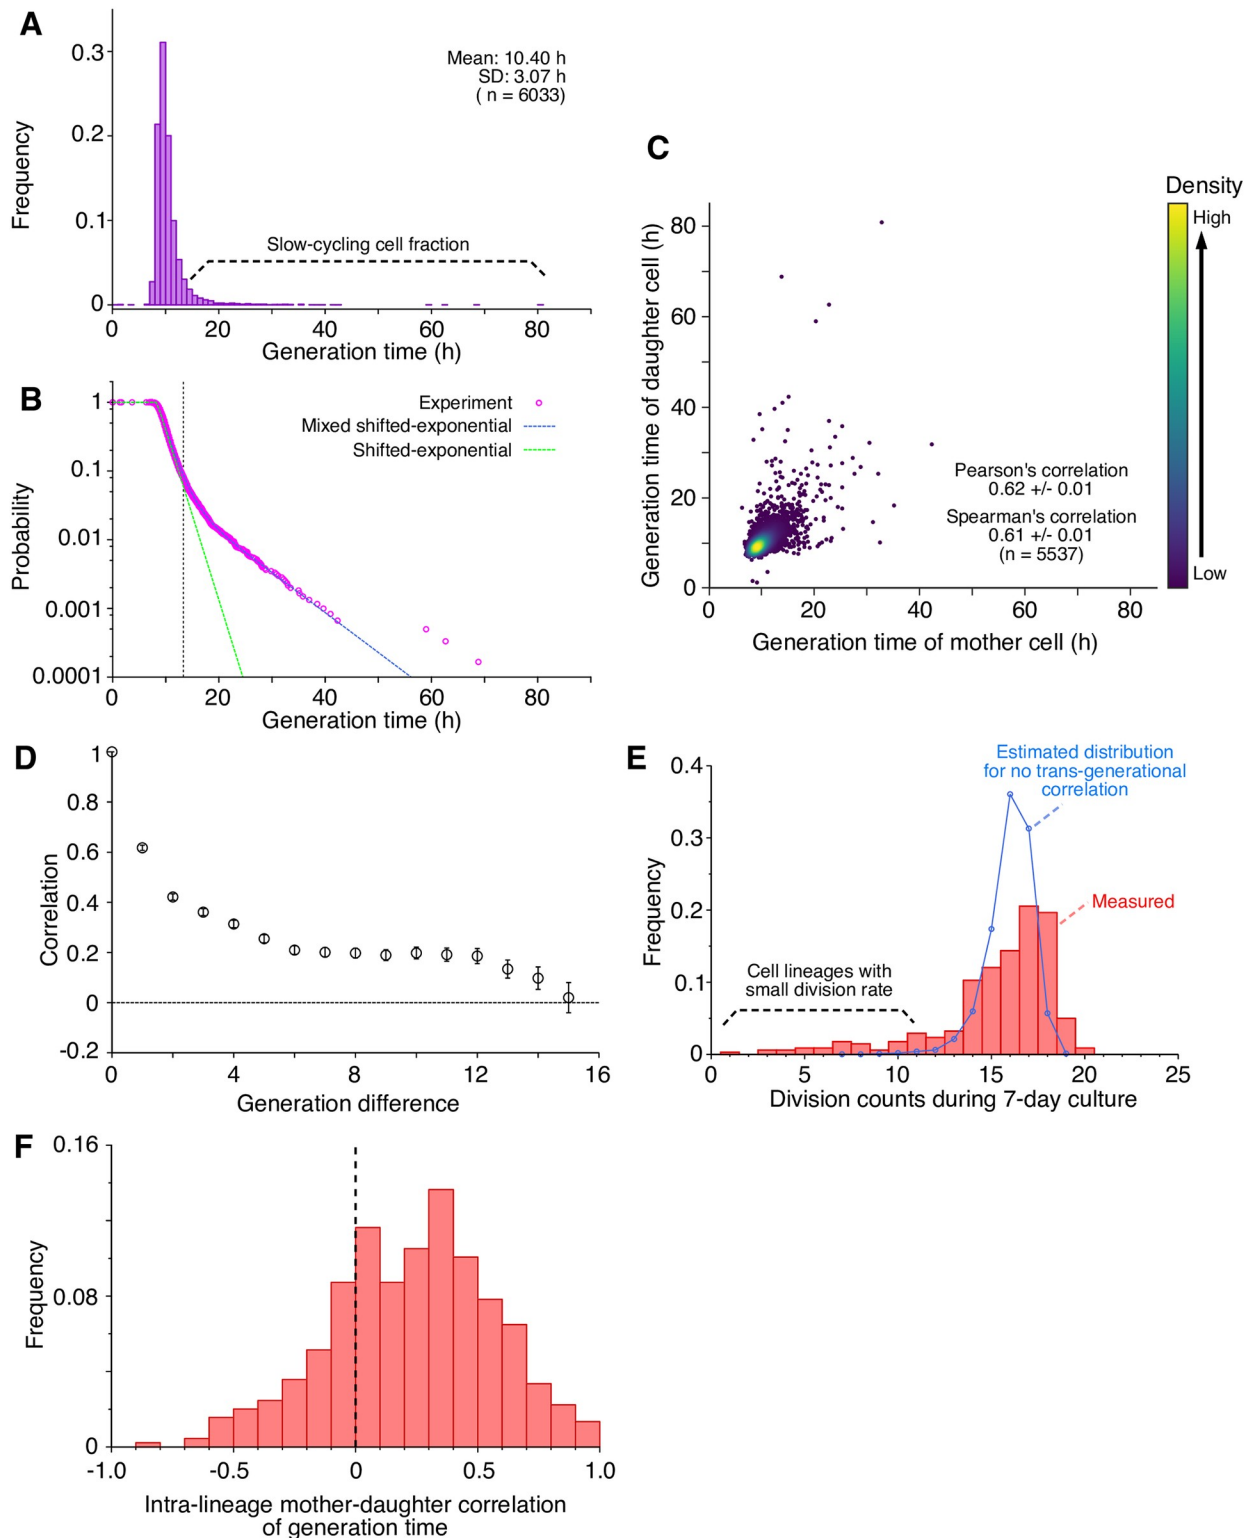 A
0.3
0.2
0.1
0
Frequency
Mean: 10.40 h
SD: 3.07 h
( n = 6033)
Slow-cycling cell fraction
0 20 40 60 80
Generation time (h)
B
1
0.1
0.01
0.001
0.0001
Probability
Experiment
Mixed shifted-exponential
Shifted-exponential
0 20 40 60 80
Generation time (h)
C
80
60
40
20
0
Generation time of daughter cell (h)
Pearson's correlation
0.62 +/- 0.01
Spearman's correlation
0.61 +/- 0.01
(n = 5537)
0 20 40 60 80
Generation time of mother cell (h)
Density
High
Low
D
1
0.8
0.6
0.4
0.2
0
-0.2
Correlation
0 4 8 12 16
Generation difference
E
0.4
0.3
0.2
0.1
0
Frequency
Estimated distribution
for no trans-generational
correlation
Measured
Cell lineages with
small division rate
0 5 10 15 20 25
Division counts during 7-day culture
F
0.16
0.08
0
Frequency
-1.0 -0.5 0 0.5 1.0
Intra-lineage mother-daughter correlation
of generation time